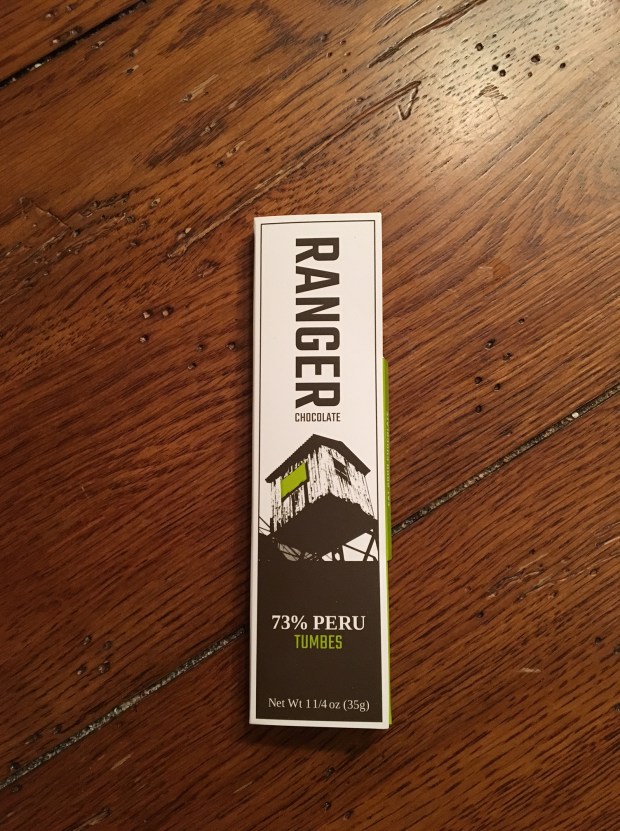 RANGER
CHOCOLATE
73% PERU
TUMBES
Net Wt 1 1/4 oz (35g)